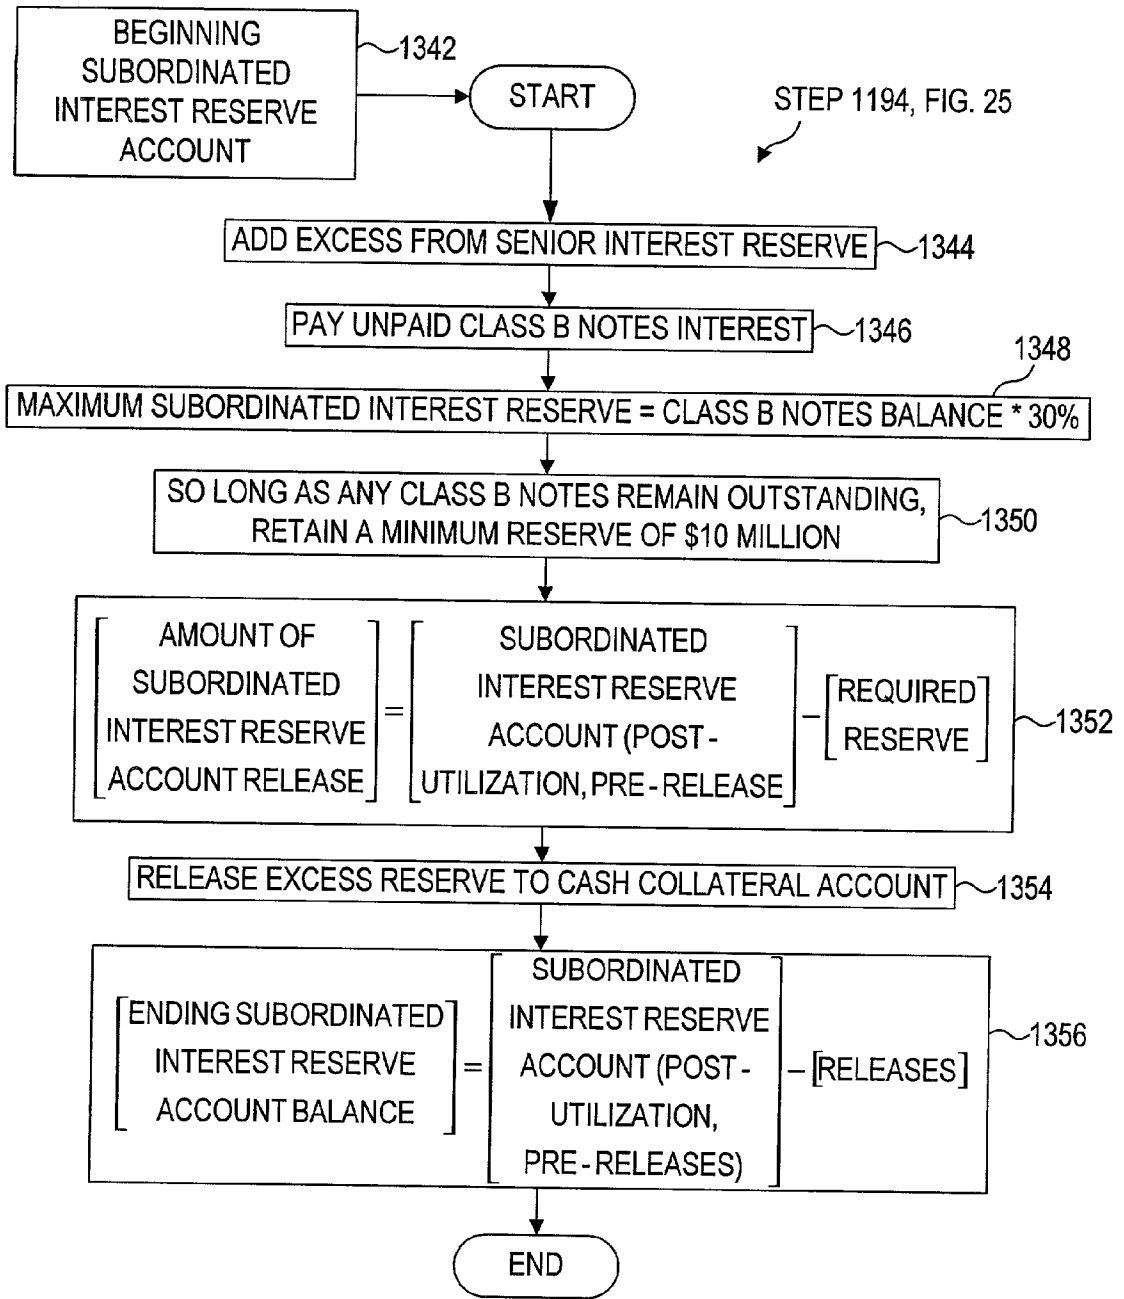 BEGINNING
SUBORDINATED
INTEREST RESERVE
ACCOUNT
1342
START
STEP 1194, FIG. 25
ADD EXCESS FROM SENIOR INTEREST RESERVE
1344
PAY UNPAID CLASS B NOTES INTEREST
1346
1348
MAXIMUM SUBORDINATED INTEREST RESERVE = CLASS B NOTES BALANCE * 30%
SO LONG AS ANY CLASS B NOTES REMAIN OUTSTANDING,
RETAIN A MINIMUM RESERVE OF $10 MILLION
1350
AMOUNT OF
SUBORDINATED
INTEREST RESERVE
ACCOUNT RELEASE
=
SUBORDINATED
INTEREST RESERVE
ACCOUNT (POST-
UTILIZATION, PRE-RELEASE
-
[REQUIRED
RESERVE]
1352
RELEASE EXCESS RESERVE TO CASH COLLATERAL ACCOUNT
1354
ENDING SUBORDINATED
INTEREST RESERVE
ACCOUNT BALANCE
=
SUBORDINATED
INTEREST RESERVE
ACCOUNT (POST-
UTILIZATION,
PRE-RELEASES)
- [RELEASES]
1356
END